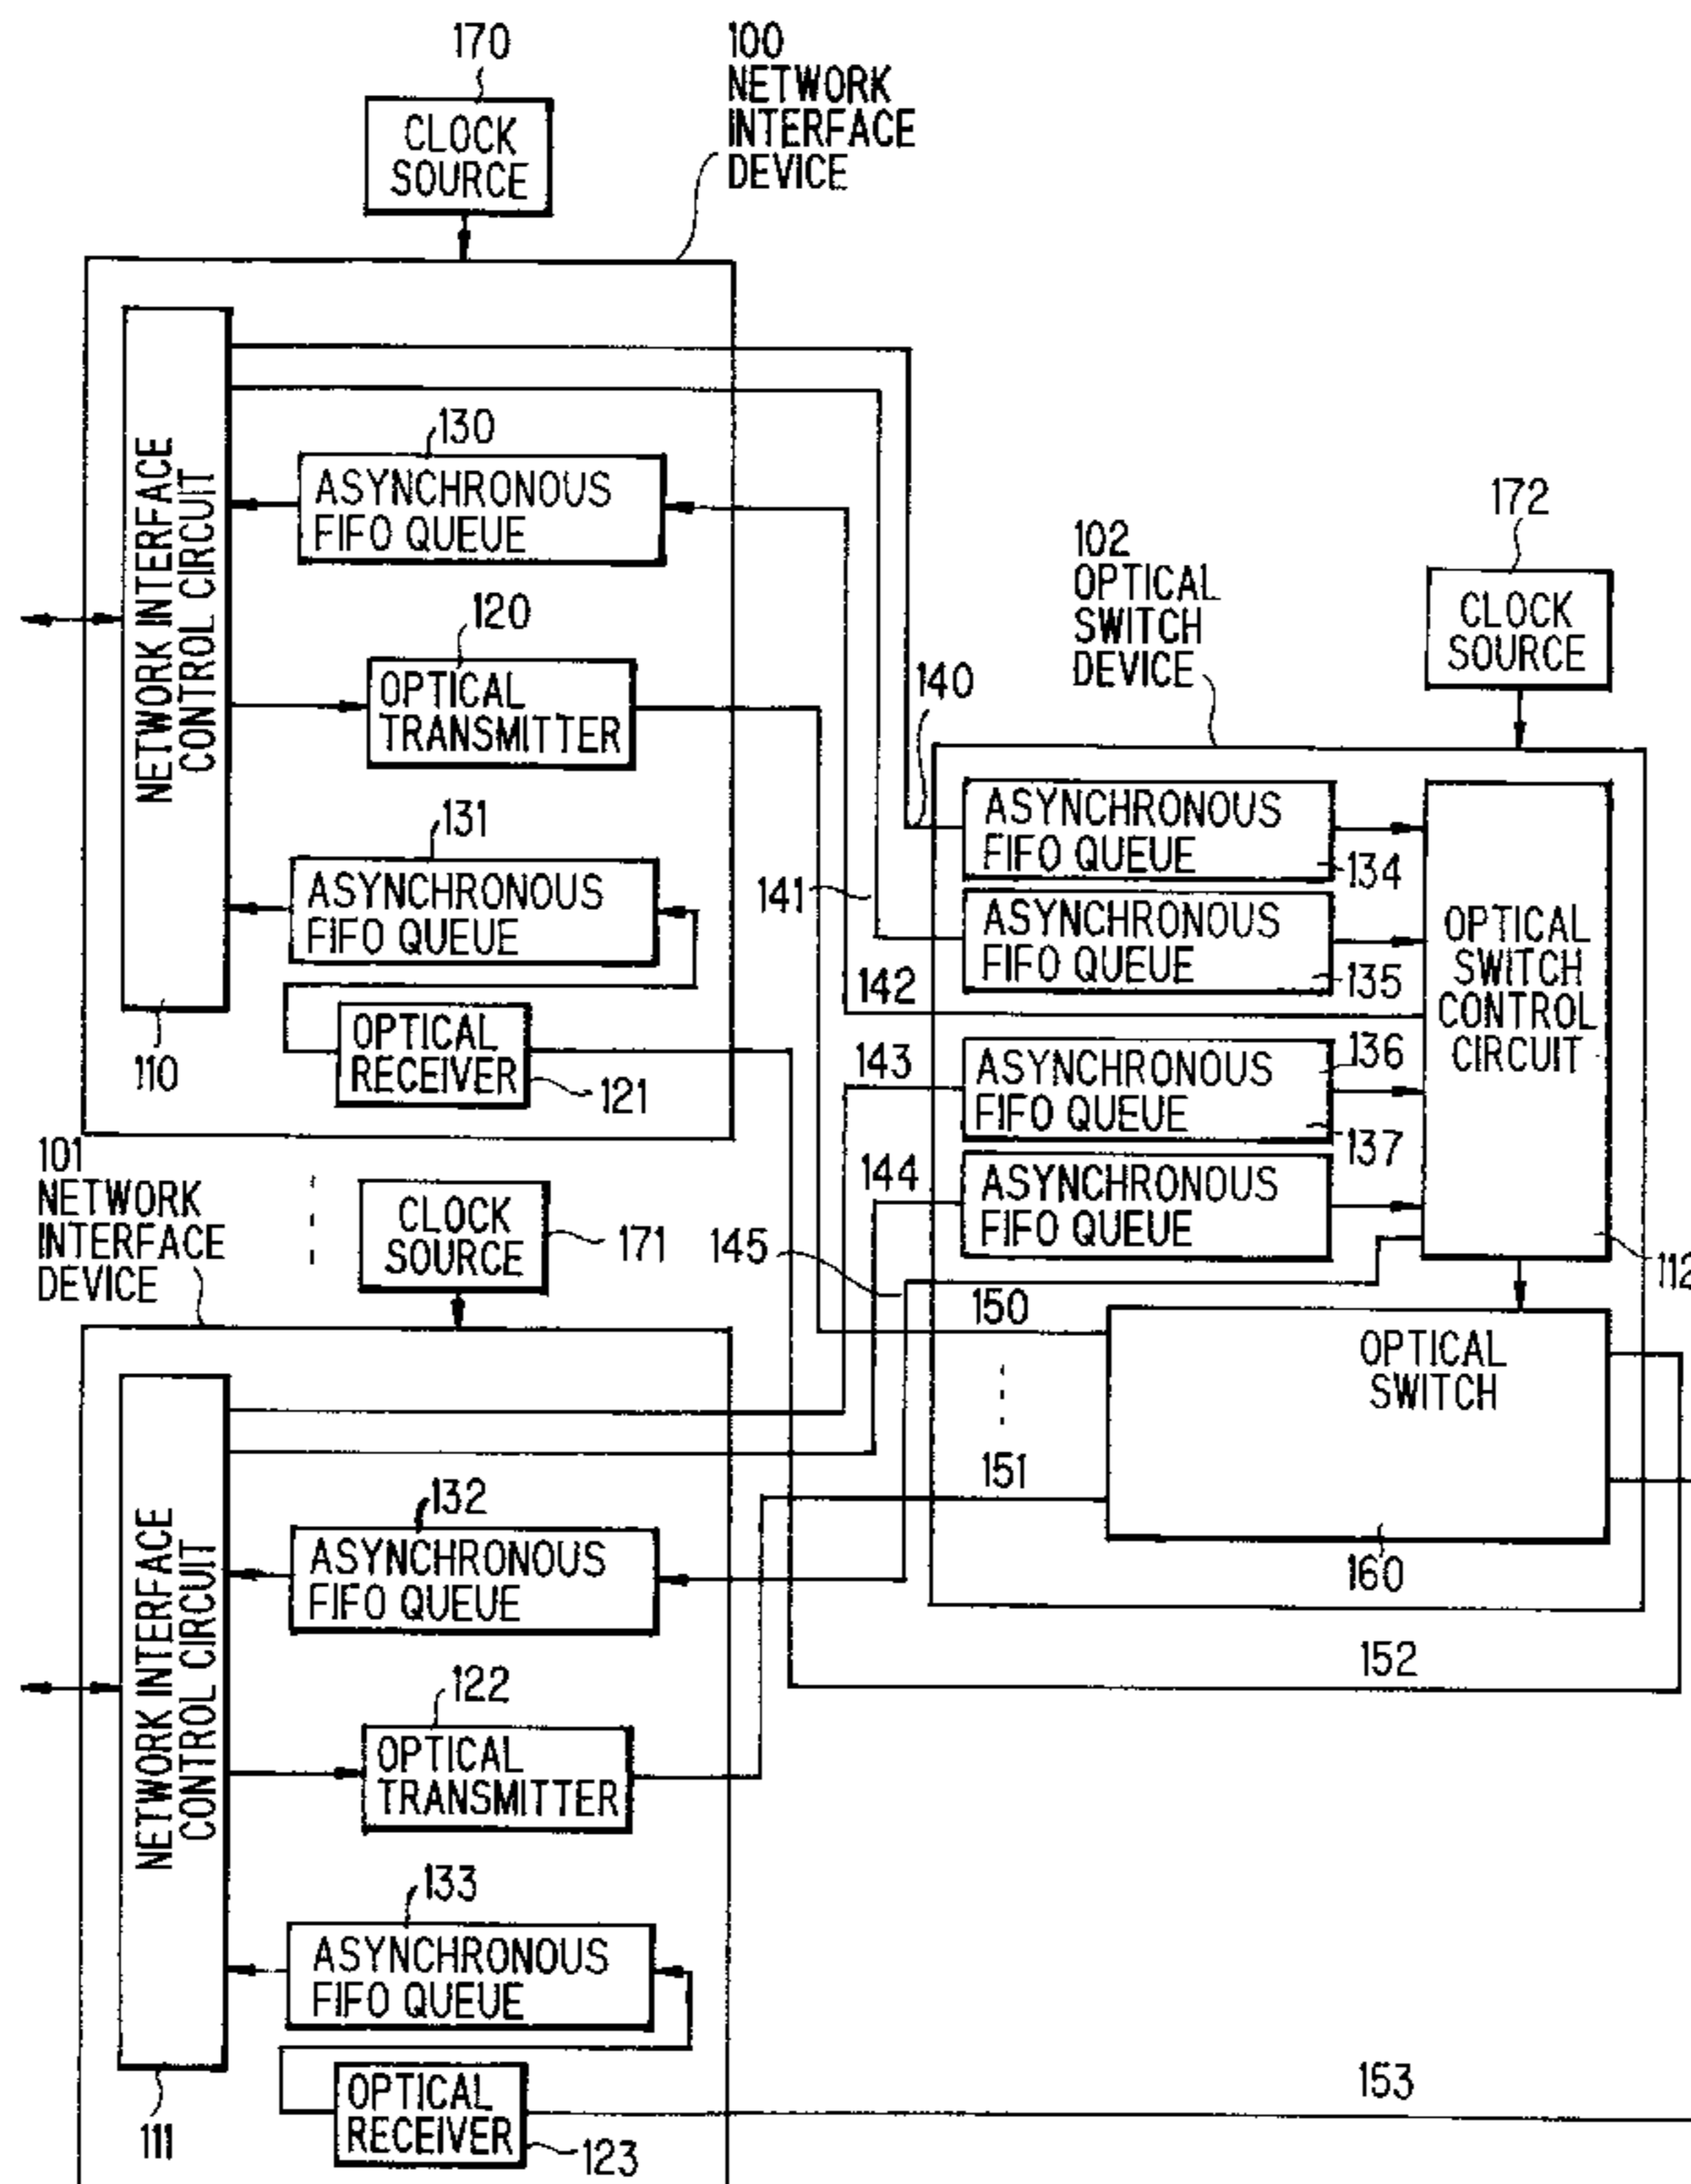 170
CLOCK
SOURCE
100
NETWORK
INTERFACE
DEVICE
NETWORK INTERFACE
CONTROL CIRCUIT
110
130
ASYNCHRONOUS
FIFO QUEUE
120
OPTICAL
TRANSMITTER
131
ASYNCHRONOUS
FIFO QUEUE
OPTICAL
RECEIVER
121
140
141
142
143
144
145
102
OPTICAL
SWITCH
DEVICE
172
CLOCK
SOURCE
ASYNCHRONOUS
FIFO QUEUE
134
ASYNCHRONOUS
FIFO QUEUE
135
ASYNCHRONOUS
FIFO QUEUE
136
137
ASYNCHRONOUS
FIFO QUEUE
OPTICAL
SWITCH
CONTROL
CIRCUIT
112
150
151
OPTICAL
SWITCH
160
152
153
101
NETWORK
INTERFACE
DEVICE
CLOCK
SOURCE
171
NETWORK INTERFACE
CONTROL CIRCUIT
111
132
ASYNCHRONOUS
FIFO QUEUE
122
OPTICAL
TRANSMITTER
133
ASYNCHRONOUS
FIFO QUEUE
OPTICAL
RECEIVER
123